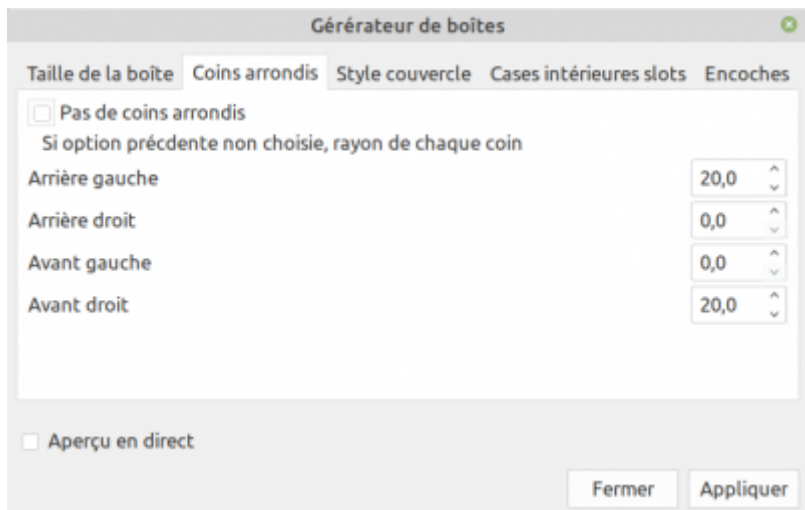 Gérérateur de boîtes
Taille de la boîte Coins arrondis Style couvercle Cases intérieures slots Encoches
Pas de coins arrondis
Si option précdente non choisie, rayon de chaque coin
Arrière gauche 20,0
Arrière droit 0,0
Avant gauche 0,0
Avant droit 20,0
Aperçu en direct
Fermer Appliquer